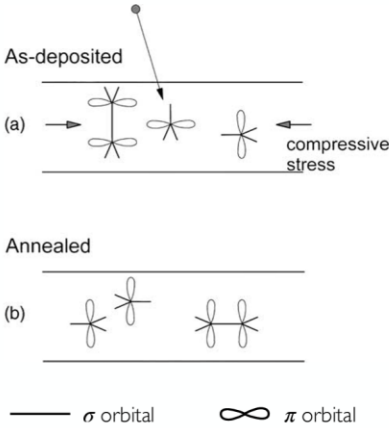 As-deposited
(a)
compressive
stress
Annealed
(b)
σ orbital
π orbital